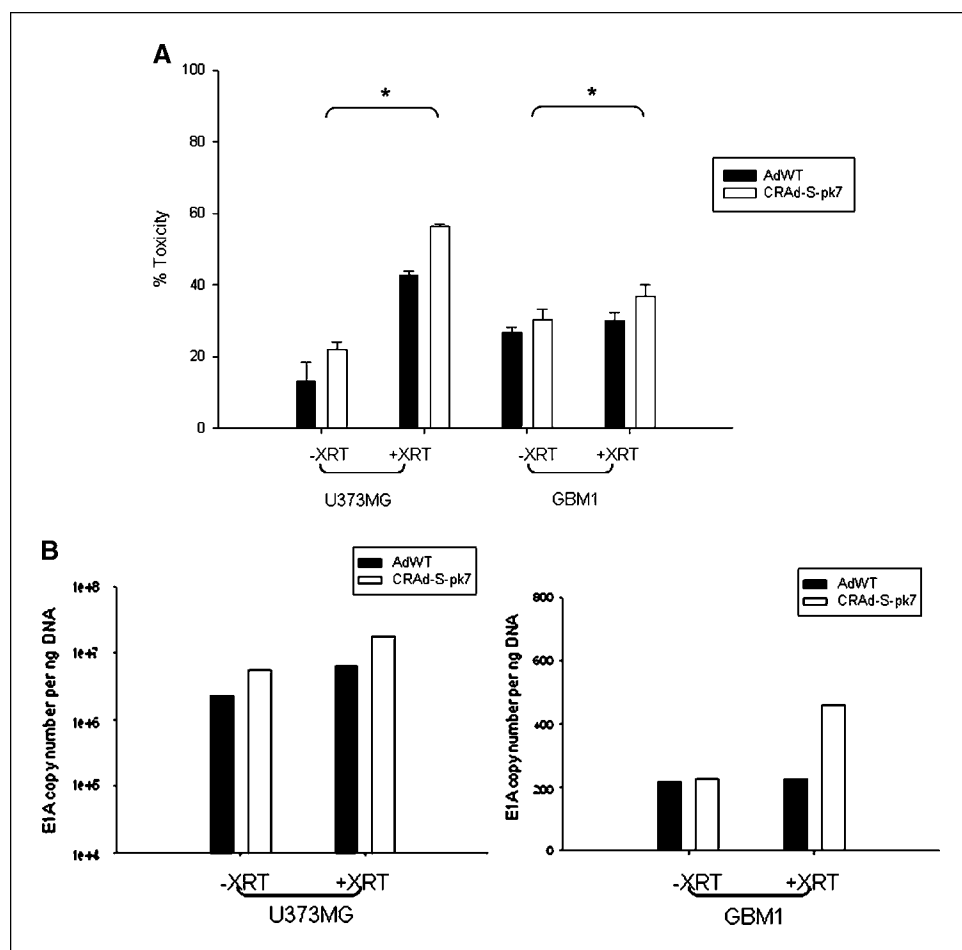 A
100
80
60
40
20
0
% Toxicity
*
*
AdWT
CRAd-S-pk7
-XRT +XRT -XRT +XRT
U373MG GBM1
B
AdWT
CRAd-S-pk7
1e+8
1e+7
1e+6
1e+5
1e+4
E1A copy number per ng DNA
-XRT +XRT
U373MG
AdWT
CRAd-S-pk7
800
600
400
200
0
E1A copy number per ng DNA
-XRT +XRT
GBM1